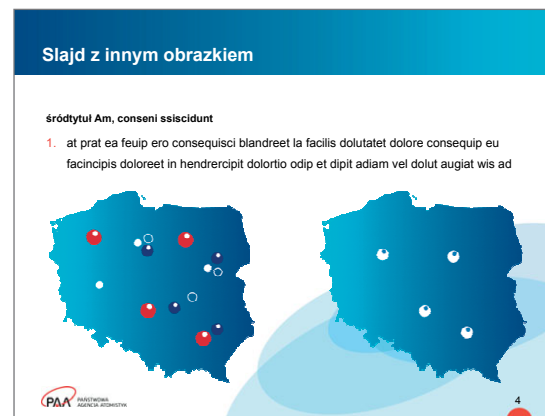 Slajd z innym obrazkiem
śródtytuł Am, conseni ssiscidunt
1. at prat ea feuip ero consequisci blandreet la facilis dolutatet dolore consequip eu
facincipis doloreet in hendrercipit dolortio odip et dipit adiam vel dolut augiat wis ad
PAA
PAŃSTWOWA
AGENCJA ATOMISTYKI
4